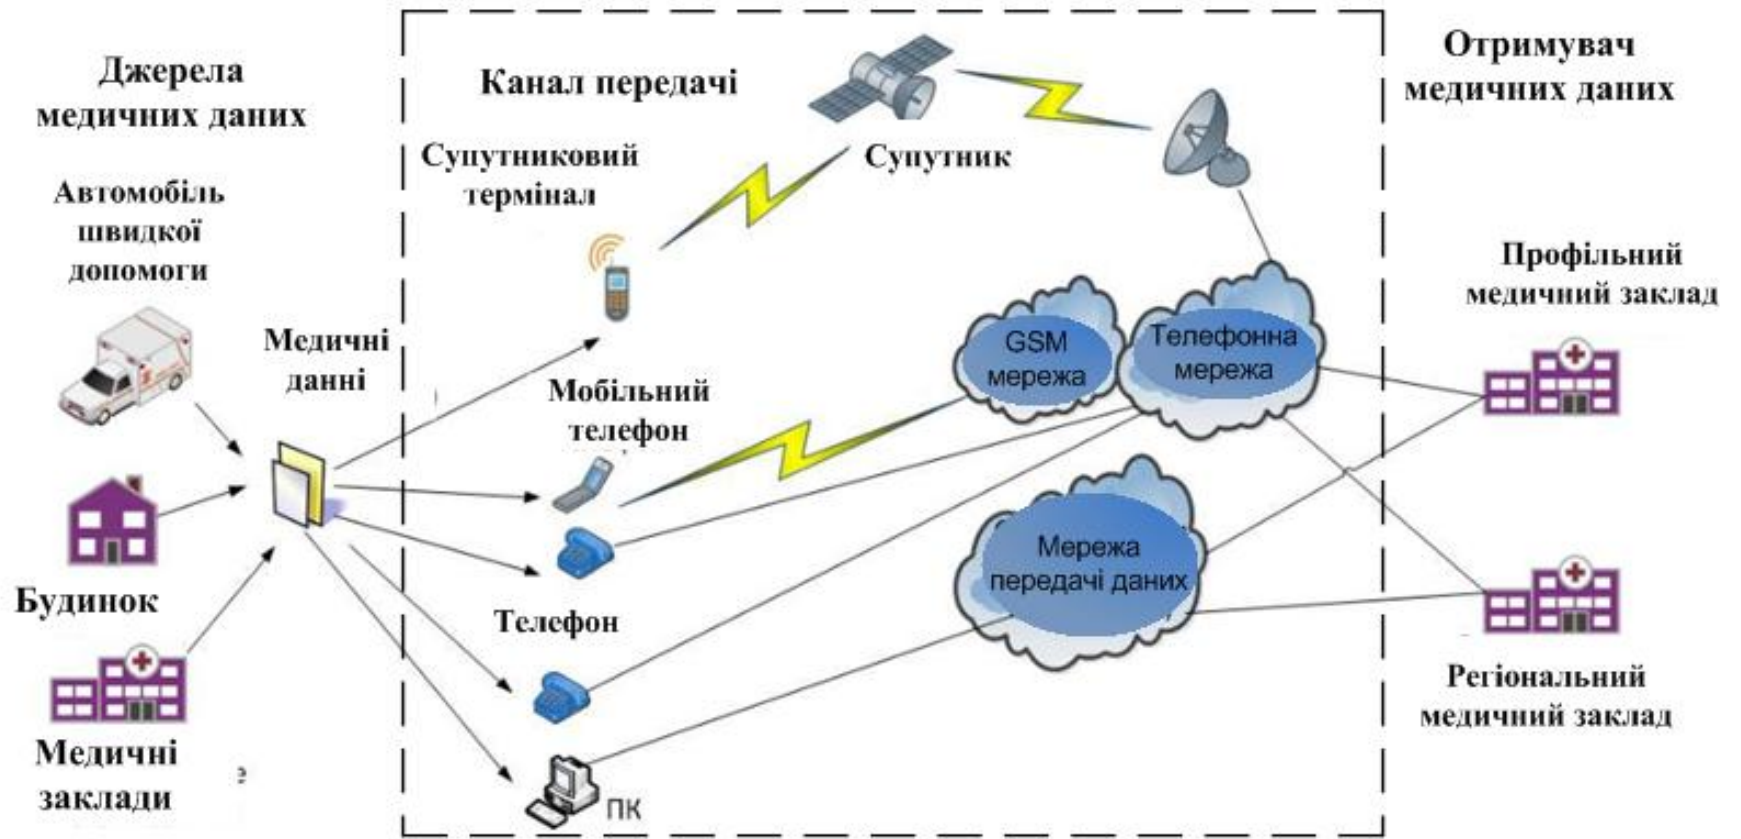 Джерела
медичних даних
Автомобіль
швидкої
допомоги
Медичні
данні
Будинок
Медичні
заклади
Канал передачі
Супутниковий
термінал
Супутник
Мобільний
телефон
Телефон
ПК
GSM
мережа
Телефонна
мережа
Мережа
передачі даних
Отримувач
медичних даних
Профільний
медичний заклад
Регіональний
медичний заклад